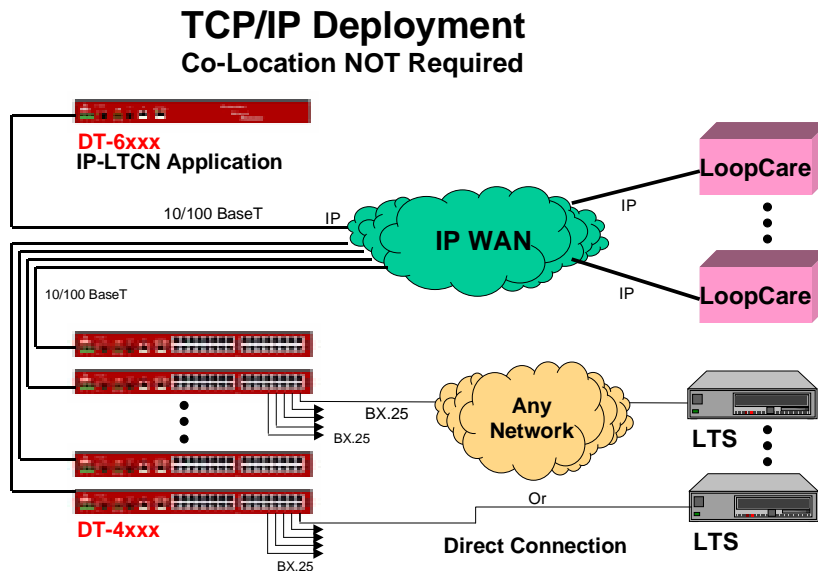 TCP/IP Deployment
Co-Location NOT Required
DT-6xxx
IP-LTCN Application
10/100 BaseT
IP
IP WAN
IP
LoopCare
IP
LoopCare
10/100 BaseT
BX.25
BX.25
Any
Network
LTS
DT-4xxx
BX.25
Or
Direct Connection
LTS